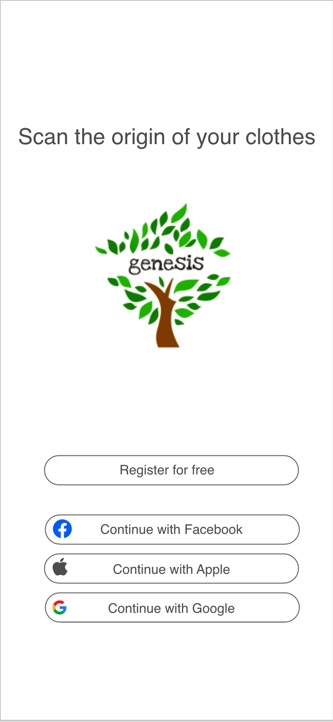 Scan the origin of your clothes
genesis
Register for free
Continue with Facebook
Continue with Apple
Continue with Google